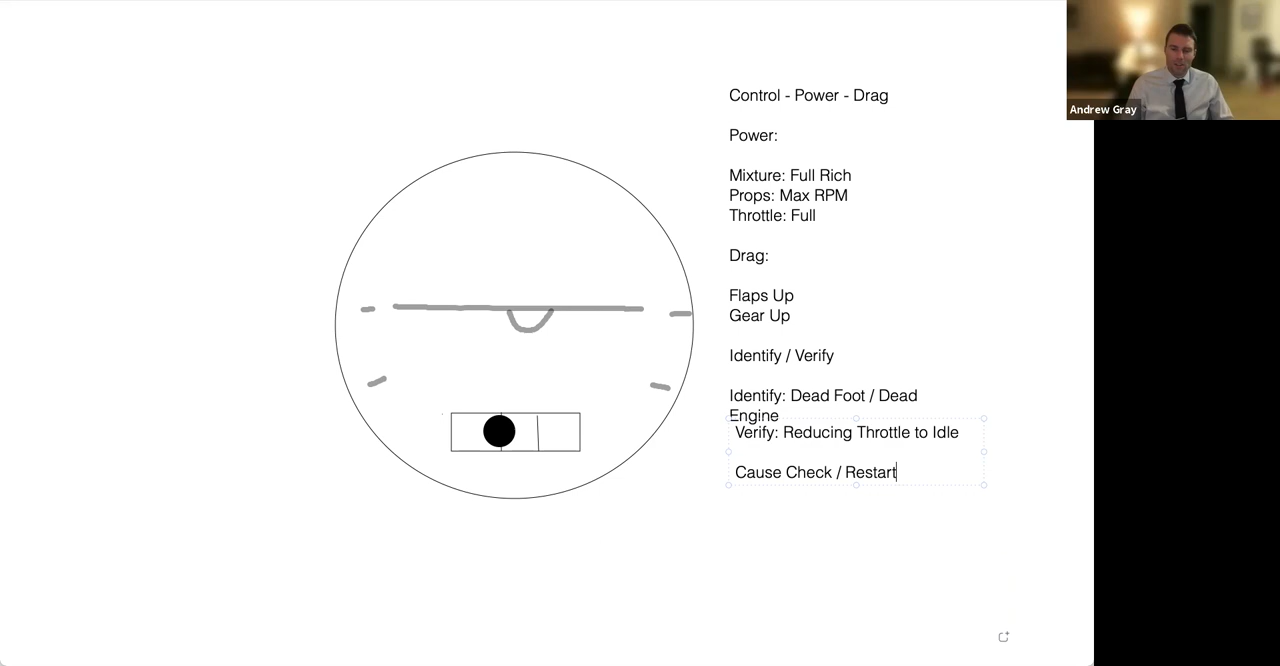 Control - Power - Drag
Power:
Mixture: Full Rich
Props: Max RPM
Throttle: Full
Drag:
Flaps Up
Gear Up
Identify / Verify
Identify: Dead Foot / Dead
Engine
Verify: Reducing Throttle to Idle
Cause Check / Restart
Andrew Gray